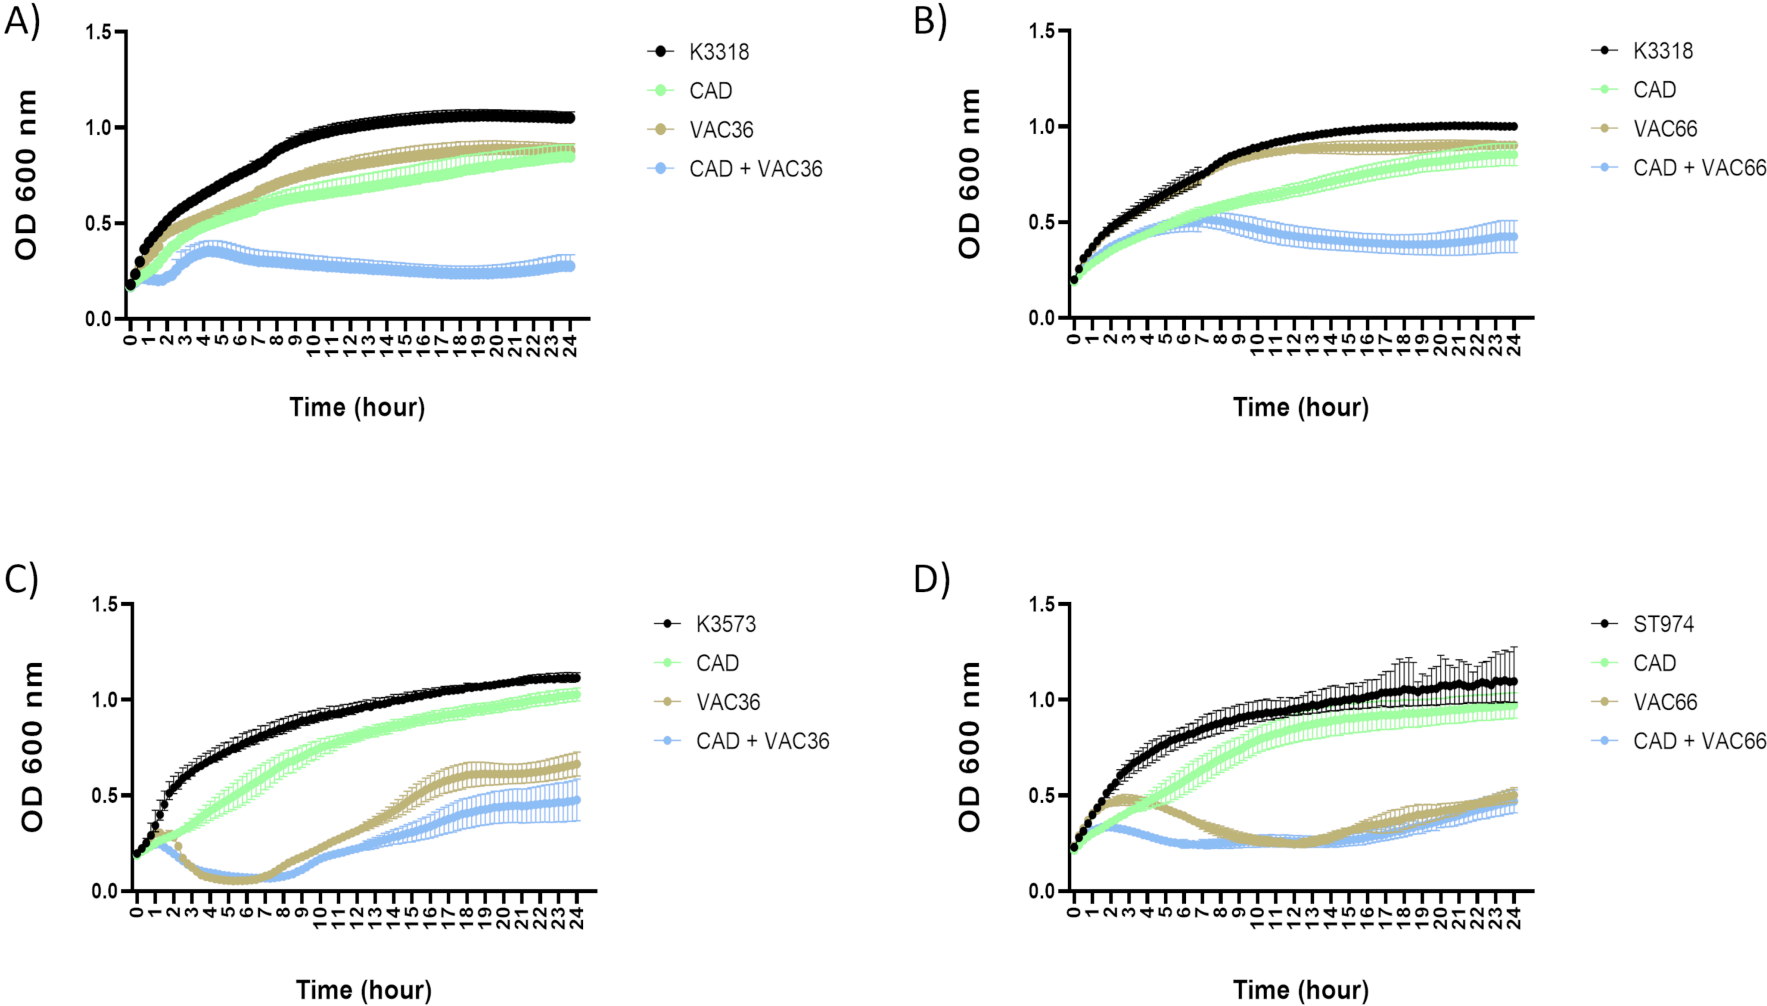 A)
1.5
1.0
0.5
0.0
OD 600 nm
0 1 2 3 4 5 6 7 8 9 10 11 12 13 14 15 16 17 18 19 20 21 22 23 24
Time (hour)
K3318
CAD
VAC36
CAD + VAC36
B)
1.5
1.0
0.5
0.0
OD 600 nm
0 1 2 3 4 5 6 7 8 9 10 11 12 13 14 15 16 17 18 19 20 21 22 23 24
Time (hour)
K3318
CAD
VAC66
CAD + VAC66
C)
1.5
1.0
0.5
0.0
OD 600 nm
0 1 2 3 4 5 6 7 8 9 10 11 12 13 14 15 16 17 18 19 20 21 22 23 24
Time (hour)
K3573
CAD
VAC36
CAD + VAC36
D)
1.5
1.0
0.5
0.0
OD 600 nm
0 1 2 3 4 5 6 7 8 9 10 11 12 13 14 15 16 17 18 19 20 21 22 23 24
Time (hour)
ST974
CAD
VAC66
CAD + VAC66